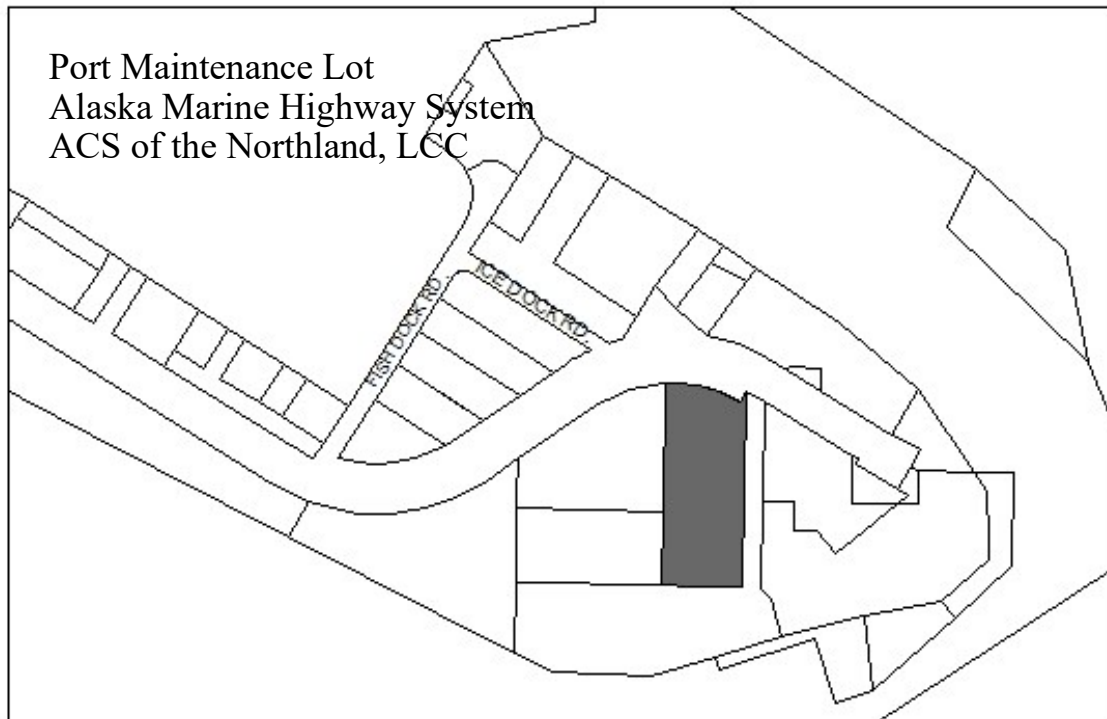 Port Maintenance Lot
Alaska Marine Highway System
ACS of the Northland, LCC
ICE DOCK RD.
FISH DOCK RD.